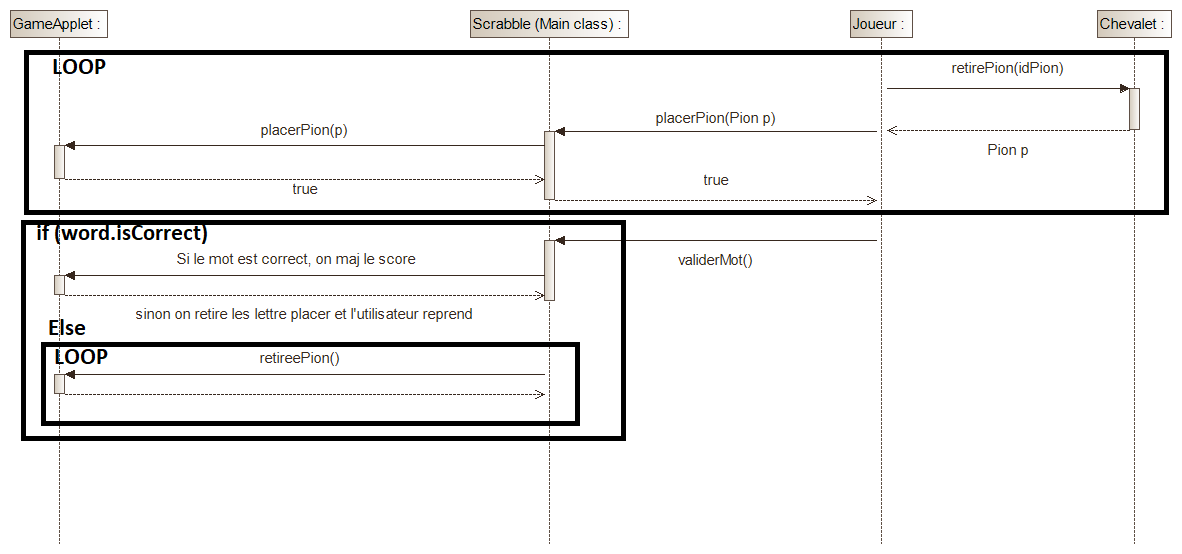 GameApplet :
Scrabble (Main class) :
Joueur :
Chevalet :
LOOP
retirePion(idPion)
placerPion(Pion p)
placerPion(p)
Pion p
true
true
if (word.isCorrect)
validerMot()
Si le mot est correct, on maj le score
sinon on retire les lettre placer et l'utilisateur reprend
Else
LOOP
retireePion()